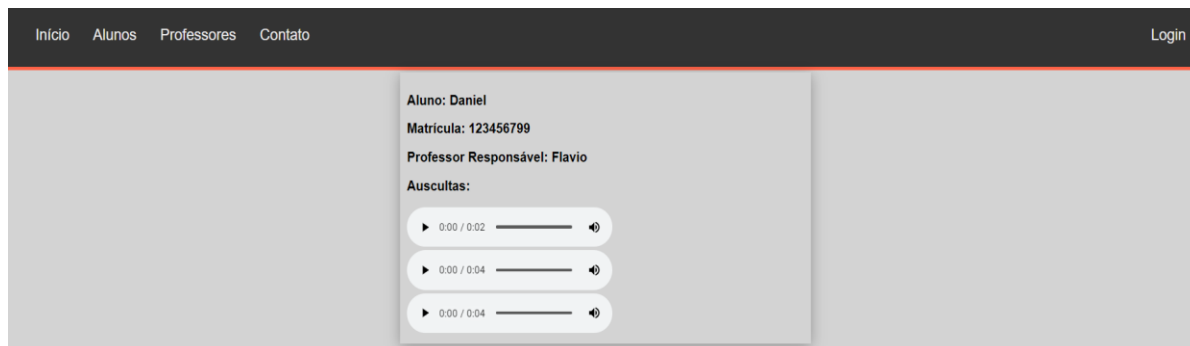 Início Alunos Professores Contato Login
Aluno: Daniel
Matrícula: 123456799
Professor Responsável: Flavio
Auscultas:
0:00 / 0:02
0:00 / 0:04
0:00 / 0:04